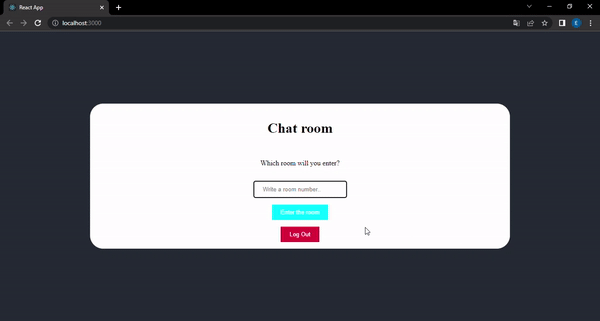 React App
localhost:3000
E
Chat room
Which room will you enter?
Write a room number...
Enter the room
Log Out